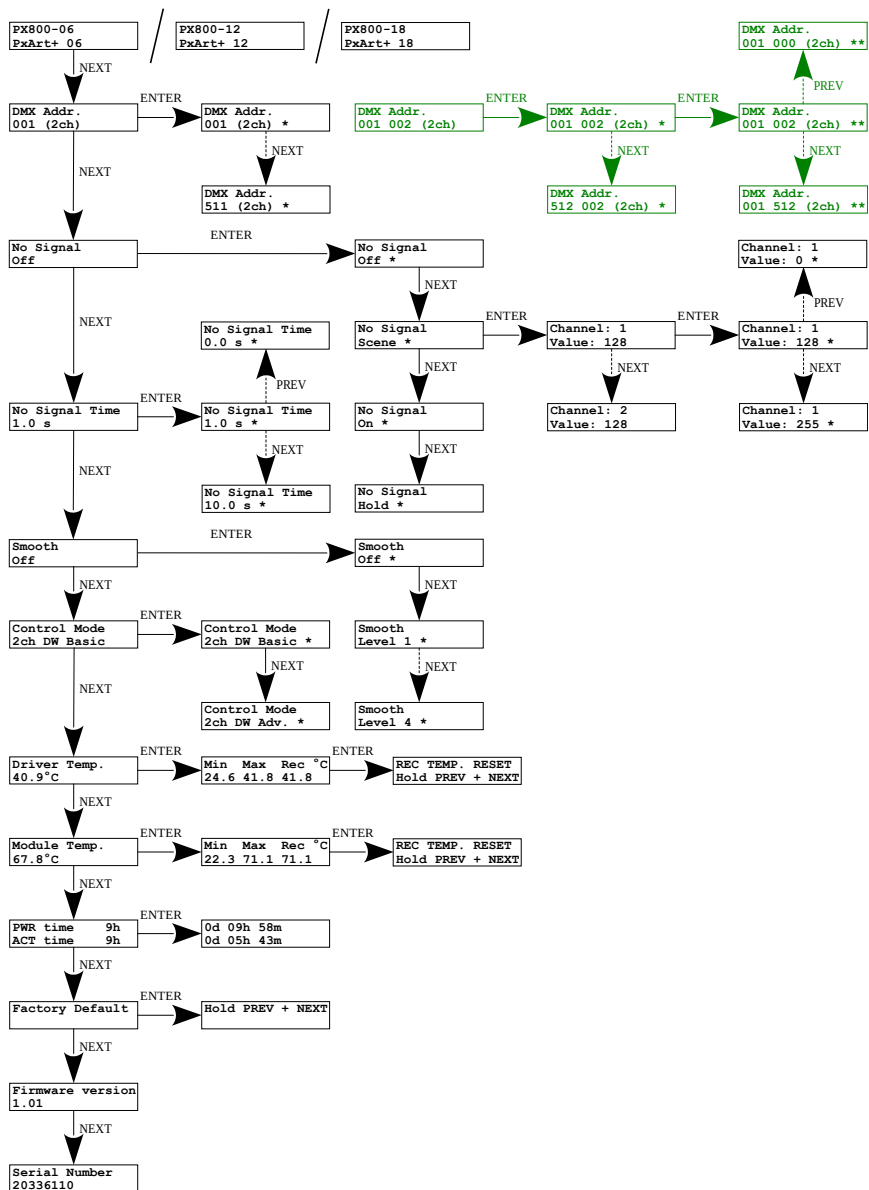 PX800-06
PxArt+ 06
PX800-12
PxArt+ 12
PX800-18
PxArt+ 18
DMX Addr.
001 000 (2ch) **
NEXT
PREV
DMX Addr.
001 (2ch)
ENTER
DMX Addr.
001 (2ch) *
DMX Addr.
001 002 (2ch)
ENTER
DMX Addr.
001 002 (2ch) *
ENTER
DMX Addr.
001 002 (2ch) **
NEXT
NEXT
NEXT
NEXT
DMX Addr.
511 (2ch) *
DMX Addr.
512 002 (2ch) *
DMX Addr.
001 512 (2ch) **
No Signal
Off
ENTER
No Signal
Off *
Channel: 1
Value: 0 *
NEXT
PREV
NEXT
No Signal Time
0.0 s *
No Signal
Scene *
ENTER
Channel: 1
Value: 128
ENTER
Channel: 1
Value: 128 *
PREV
NEXT
NEXT
NEXT
No Signal Time
1.0 s
ENTER
No Signal Time
1.0 s *
No Signal
On *
Channel: 2
Value: 128
Channel: 1
Value: 255 *
NEXT
NEXT
NEXT
No Signal Time
10.0 s *
No Signal
Hold *
Smooth
Off
ENTER
Smooth
Off *
NEXT
NEXT
Control Mode
2ch DW Basic
ENTER
Control Mode
2ch DW Basic *
Smooth
Level 1 *
NEXT
NEXT
NEXT
Control Mode
2ch DW Adv. *
Smooth
Level 4 *
Driver Temp.
40.9°C
ENTER
Min Max Rec °C
24.6 41.8 41.8
ENTER
REC TEMP. RESET
Hold PREV + NEXT
NEXT
Module Temp.
67.8°C
ENTER
Min Max Rec °C
22.3 71.1 71.1
ENTER
REC TEMP. RESET
Hold PREV + NEXT
NEXT
PWR time 9h
ACT time 9h
ENTER
0d 09h 58m
0d 05h 43m
NEXT
Factory Default
ENTER
Hold PREV + NEXT
NEXT
Firmware version
1.01
NEXT
Serial Number
20336110